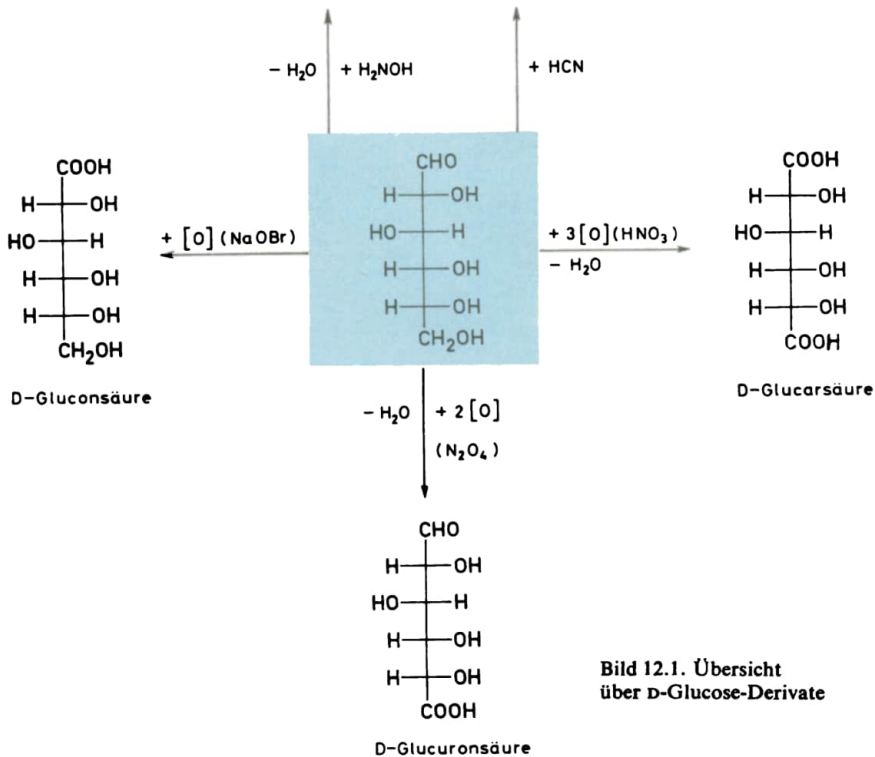 – H₂O + H₂NOH + HCN
COOH
H OH
HO H
H OH
H OH
CH₂OH
D-Gluconsäure
+ [O] (NaOBr)
CHO
H OH
HO H
H OH
H OH
CH₂OH
+ 3[O](HNO₃)
– H₂O
COOH
H OH
HO H
H OH
H OH
COOH
D-Glucarsäure
– H₂O + 2[O]
(N₂O₄)
CHO
H OH
HO H
H OH
H OH
COOH
D-Glucuronsäure
Bild 12.1. Übersicht
über D-Glucose-Derivate